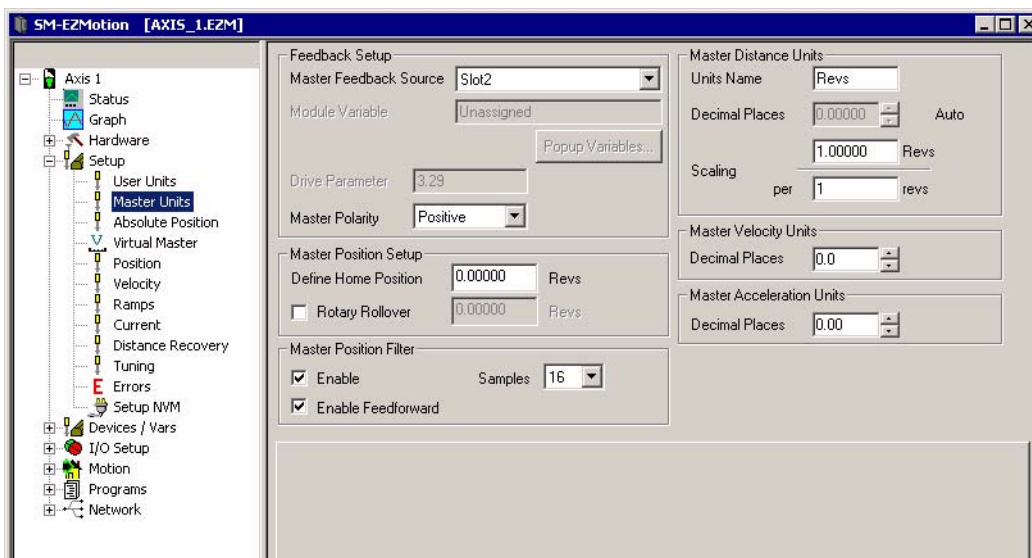 SM-EZMotion [AXIS_1.EZM]
Axis 1
Status
Graph
Hardware
Setup
User Units
Master Units
Absolute Position
Virtual Master
Position
Velocity
Ramps
Current
Distance Recovery
Tuning
Errors
Setup NVM
Devices / Vars
I/O Setup
Motion
Programs
Network
Feedback Setup
Master Feedback Source Slot2
Module Variable Unassigned
Popup Variables...
Drive Parameter 3.29
Master Polarity Positive
Master Position Setup
Define Home Position 0.00000 Revs
Rotary Rollover 0.00000 Revs
Master Position Filter
Enable Samples 16
Enable Feedforward
Master Distance Units
Units Name Revs
Decimal Places 0.00000 Auto
1.00000 Revs
Scaling
per 1 revs
Master Velocity Units
Decimal Places 0.0
Master Acceleration Units
Decimal Places 0.00